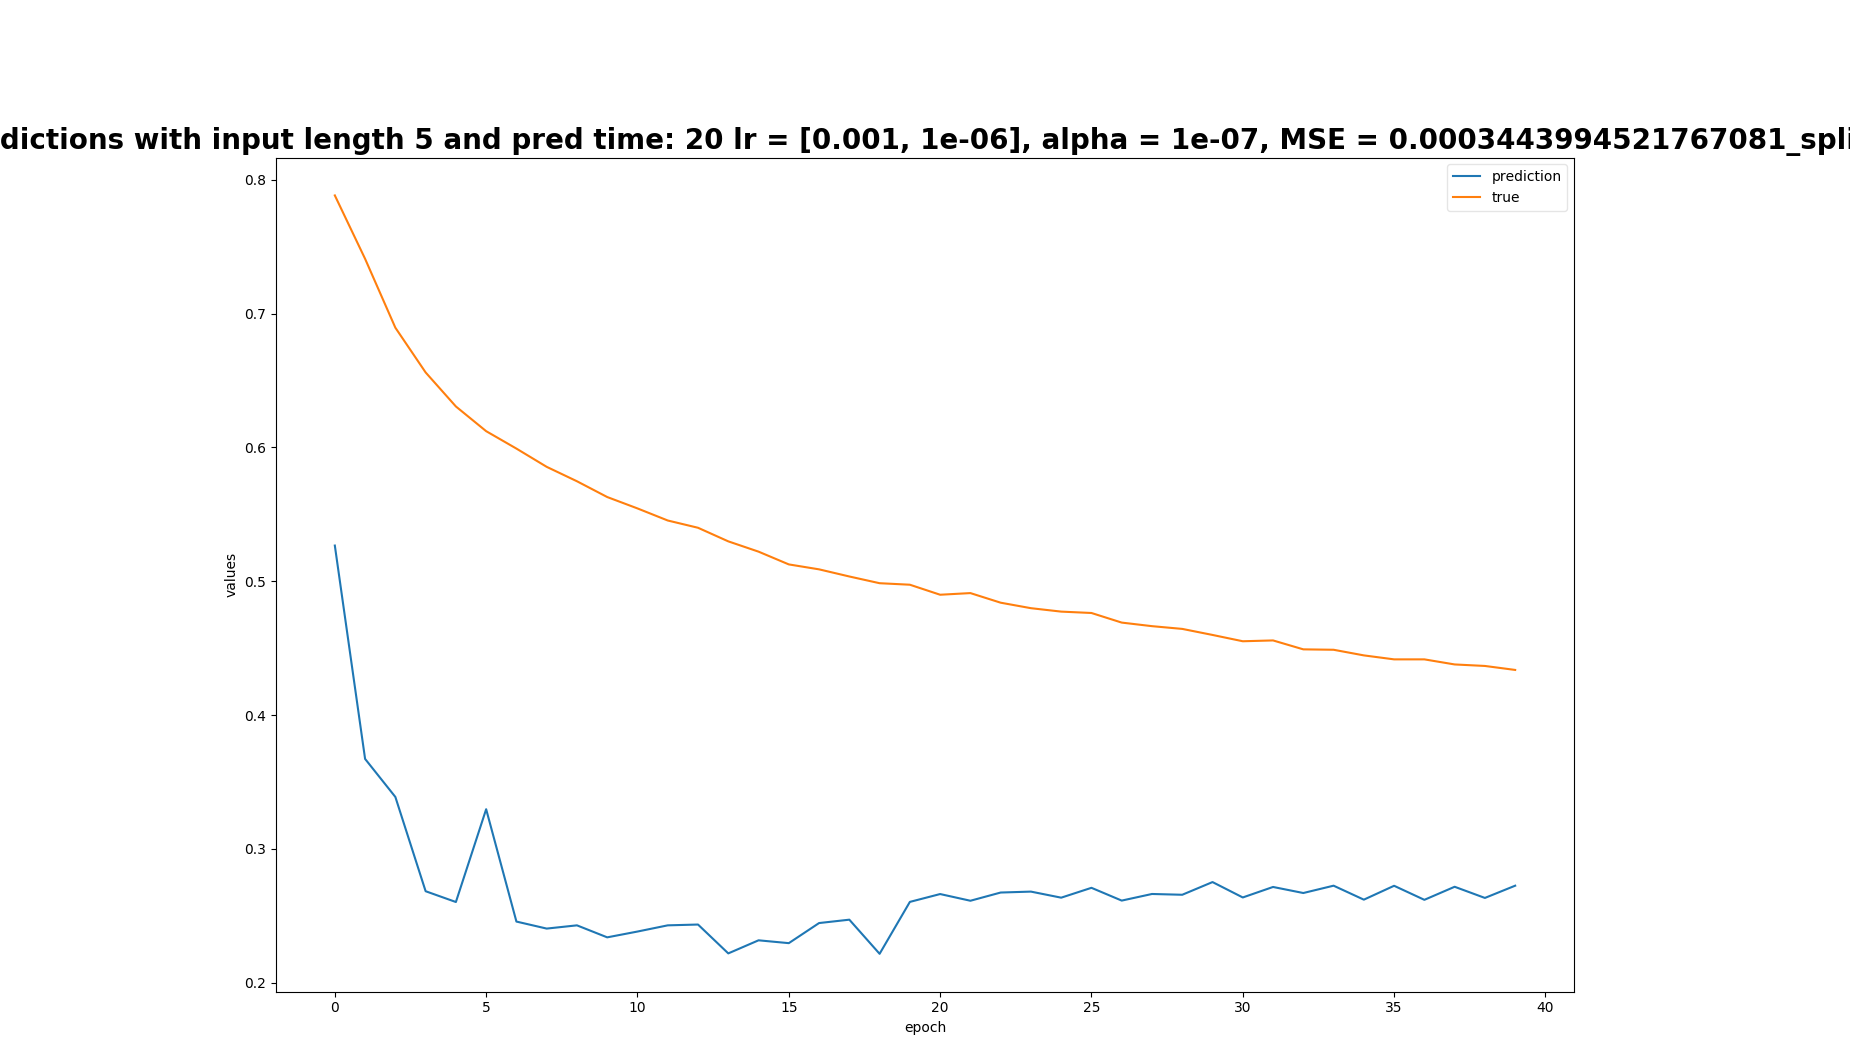 dictions with input length 5 and pred time: 20 lr = [0.001, 1e-06], alpha = 1e-07, MSE = 0.0003443994521767081_spli
prediction
true
0.8
0.7
0.6
0.5
0.4
0.3
0.2
values
0 5 10 15 20 25 30 35 40
epoch